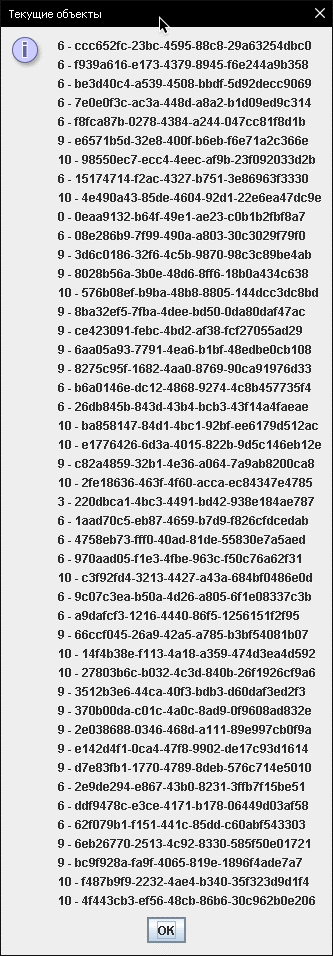 Текущие объекты
6 - ccc652fc-23bc-4595-88c8-29a63254dbc0
6 - f939a616-e173-4379-8945-f6e244a9b358
6 - be3d40c4-a539-4508-bbdf-5d92decc9069
6 - 7e0e0f3c-ac3a-448d-a8a2-b1d09ed9c314
6 - f8fca87b-0278-4384-a244-047cc81f8d1b
9 - e6571b5d-32e8-400f-b6eb-f6e71a2c366e
10 - 98550ec7-ecc4-4eec-af9b-23f092033d2b
6 - 15174714-f2ac-4327-b751-3e86963f3330
10 - 4e490a43-85de-4604-92d1-22e6ea47dc9e
0 - 0eaa9132-b64f-49e1-ae23-c0b1b2fbf8a7
6 - 08e286b9-7f99-490a-a803-30c3029f79f0
9 - 3d6c0186-32f6-4c5b-9870-98c3c89be4ab
9 - 8028b56a-3b0e-48d6-8ff6-18b0a434c638
10 - 576b08ef-b9ba-48b8-8805-144dcc3dc8bd
9 - 8ba32ef5-7fba-4dee-bd50-0da80daf47ac
9 - ce423091-febc-4bd2-af38-fcf27055ad29
9 - 6aa05a93-7791-4ea6-b1bf-48edbe0cb108
9 - 8275c95f-1682-4aa0-8769-90ca91976d33
6 - b6a0146e-dc12-4868-9274-4c8b457735f4
6 - 26db845b-843d-43b4-bcb3-43f14a4faeae
10 - ba858147-84d1-4bc1-92bf-ee6179d512ac
10 - e1776426-6d3a-4015-822b-9d5c146eb12e
9 - c82a4859-32b1-4e36-a064-7a9ab8200ca8
10 - 2fe18636-463f-4f60-acca-ec84347e4785
3 - 220dbca1-4bc3-4491-bd42-938e184ae787
6 - 1aad70c5-eb87-4659-b7d9-f826cfdcedab
6 - 4758eb73-fff0-40ad-81de-55830e7a5aed
6 - 970aad05-f1e3-4fbe-963c-f50c76a62f31
10 - c3f92fd4-3213-4427-a43a-684bf0486e0d
6 - 9c07c3ea-b50a-4d26-a805-6f1e08337c3b
6 - a9dafcf3-1216-4440-86f5-1256151f2f95
9 - 66ccf045-26a9-42a5-a785-b3bf54081b07
10 - 14f4b38e-f113-4a18-a359-474d3ea4d592
10 - 27803b6c-b032-4c3d-840b-26f1926cf9a6
9 - 3512b3e6-44ca-40f3-bdb3-d60daf3ed2f3
9 - 370b00da-c01c-4a0c-8ad9-0f9608ad832e
9 - 2e038688-0346-468d-a111-89e997cb0f9a
9 - e142d4f1-0ca4-47f8-9902-de17c93d1614
9 - d7e83fb1-1770-4789-8deb-576c714e5010
6 - 2e9de294-e867-43b0-8231-3ffb7f15be51
6 - ddf9478c-e3ce-4171-b178-06449d03af58
6 - 62f079b1-f151-441c-85dd-c60abf543303
9 - 6eb26770-2513-4c92-8330-585f50e01721
9 - bc9f928a-fa9f-4065-819e-1896f4ade7a7
10 - f487b9f9-2232-4ae4-b340-35f323d9d1f4
10 - 4f443cb3-ef56-48cb-86b6-30c962b0e206
OK